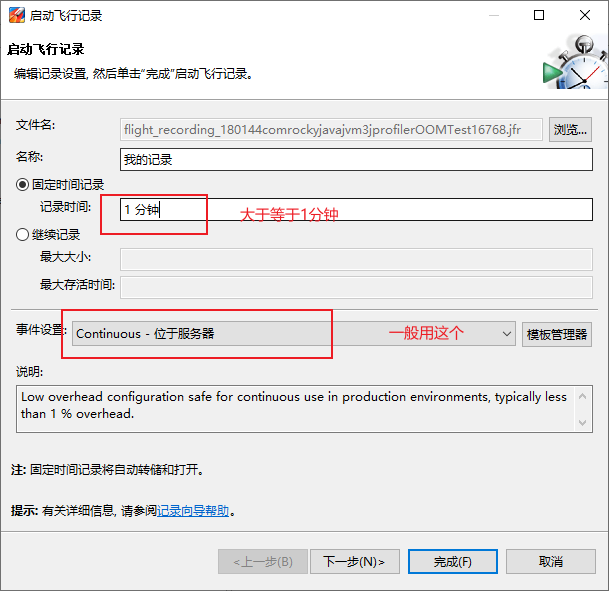 启动飞行记录
启动飞行记录
编辑记录设置, 然后单击“完成”启动飞行记录。
文件名:
flight_recording_180144comrockyjavajvm3jprofilerOOMTest16768.jfr
浏览...
名称:
我的记录
固定时间记录
记录时间:
1 分钟
大于等于1分钟
继续记录
最大大小:
最大存活时间:
事件设置:
Continuous - 位于服务器
一般用这个
模板管理器
说明:
Low overhead configuration safe for continuous use in production environments, typically less
than 1 % overhead.
注: 固定时间记录将自动转储和打开。
提示: 有关详细信息, 请参阅记录向导帮助。
<上一步(B)
下一步(N)>
完成(F)
取消